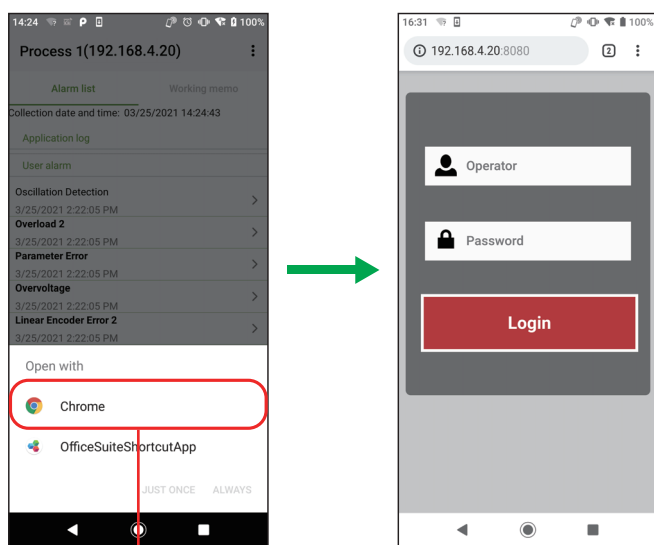 14:24 100%
Process 1(192.168.4.20)
Alarm list Working memo
Collection date and time: 03/25/2021 14:24:43
Application log
User alarm
Oscillation Detection
3/25/2021 2:22:05 PM
Overload 2
3/25/2021 2:22:05 PM
Parameter Error
3/25/2021 2:22:05 PM
Overvoltage
3/25/2021 2:22:05 PM
Linear Encoder Error 2
3/25/2021 2:22:05 PM
Open with
Chrome
OfficeSuiteShortcutApp
JUST ONCE ALWAYS
16:31 100%
192.168.4.20:8080 2
Operator
Password
Login